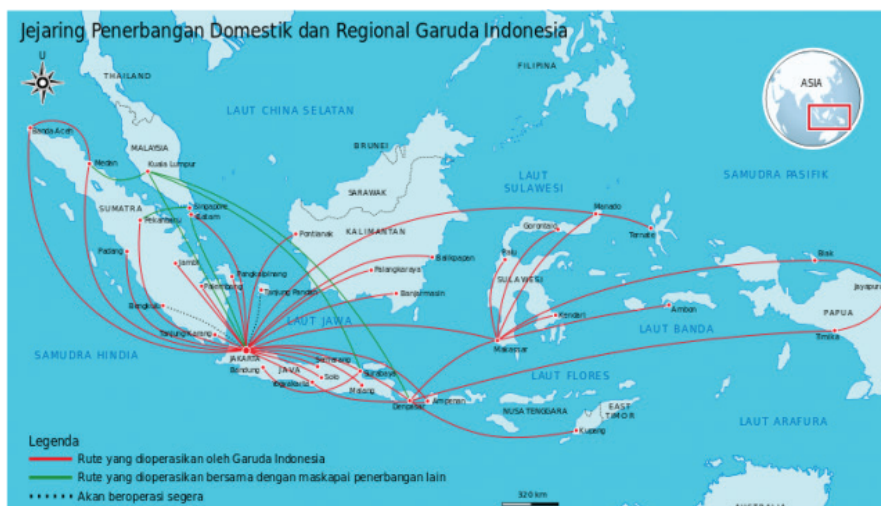 Jejaring Penerbangan Domestik dan Regional Garuda Indonesia
U
THAILAND
FILIPINA
ASIA
LAUT CHINA SELATAN
Banda Aceh
MALAYSIA
BRUNEI
Medan
Kuala Lumpur
LAUT
SULAWESI
SAMUDRA PASIFIK
SARAWAK
SUMATRA
Singapore
Batam
Pekanbaru
Manado
Gorontalo
Ternate
Pontianak
KALIMANTAN
Padang
Jambi
Balikpapan
Palu
Biak
Pangkalpinang
Palangkaraya
SULAWESI
Palembang
Tanjung Pandan
Banjarmasin
Jayapura
Bengkulu
Ambon
PAPUA
Kendari
LAUT JAWA
LAUT BANDA
Timika
Tanjung Karang
Makassar
SAMUDRA HINDIA
JAKARTA
Semarang
Bandung
JAVA
Solo
Surabaya
LAUT FLORES
Yogyakarta
Malang
Denpasar
Ampenan
NUSATENGGARA
EAST
TIMOR
LAUT ARAFURA
Kupang
Legenda
Rute yang dioperasikan oleh Garuda Indonesia
Rute yang dioperasikan bersama dengan maskapai penerbangan lain
Akan beroperasi segera
320 km
AUSTRALIA